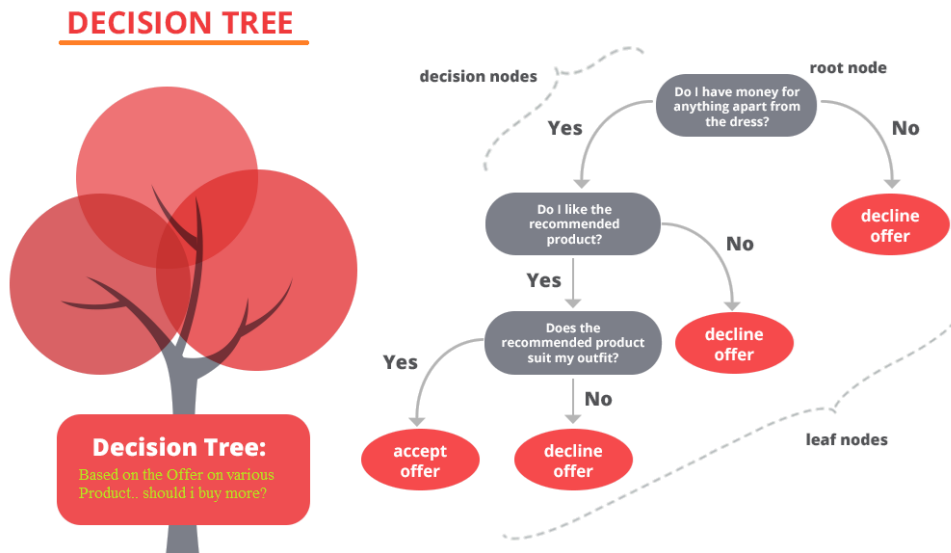 DECISION TREE
decision nodes
root node
Do I have money for
anything apart from
the dress?
Yes
No
decline
offer
Do I like the
recommended
product?
No
Yes
decline
offer
Does the
recommended product
suit my outfit?
Yes
No
accept
offer
decline
offer
leaf nodes
Decision Tree:
Based on the Offer on various
Product.. should i buy more?